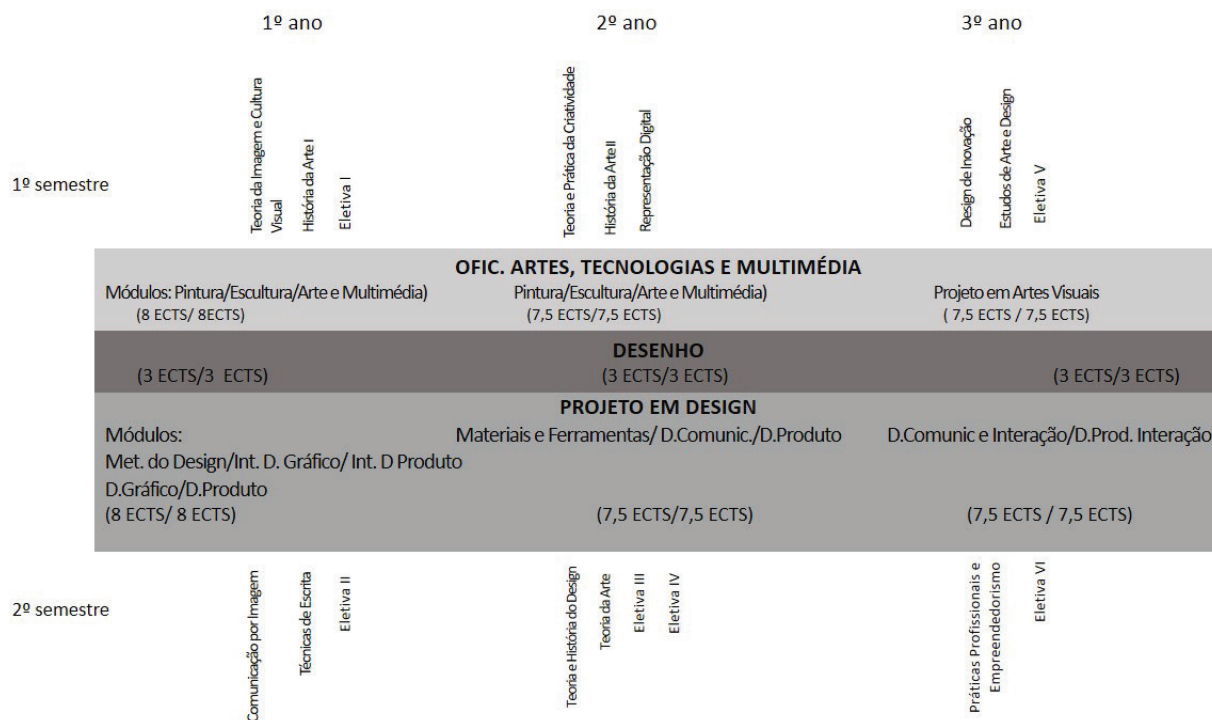 1º ano
2º ano
3º ano
1º semestre
Teoria da Imagem e Cultura
Visual
História da Arte I
Eletiva I
Teoria e Prática da Criatividade
História da Arte II
Representação Digital
Design de Inovação
Estudos de Arte e Design
Eletiva V
OFIC. ARTES, TECNOLOGIAS E MULTIMÉDIA
Módulos: Pintura/Escultura/Arte e Multimédia)
Pintura/Escultura/Arte e Multimédia)
Projeto em Artes Visuais
(8 ECTS/ 8ECTS)
(7,5 ECTS/7,5 ECTS)
( 7,5 ECTS / 7,5 ECTS)
DESENHO
(3 ECTS/3 ECTS)
(3 ECTS/3 ECTS)
(3 ECTS/3 ECTS)
PROJETO EM DESIGN
Módulos:
Met. do Design/Int. D. Gráfico/ Int. D Produto
D.Gráfico/D.Produto
(8 ECTS/ 8 ECTS)
Materiais e Ferramentas/ D.Comunic./D.Produto
(7,5 ECTS/7,5 ECTS)
D.Comunic e Interação/D.Prod. Interação
(7,5 ECTS / 7,5 ECTS)
2º semestre
Comunicação por Imagem
Técnicas de Escrita
Eletiva II
Teoria e História do Design
Teoria da Arte
Eletiva III
Eletiva IV
Práticas Profissionais e
Empreendedorismo
Eletiva VI